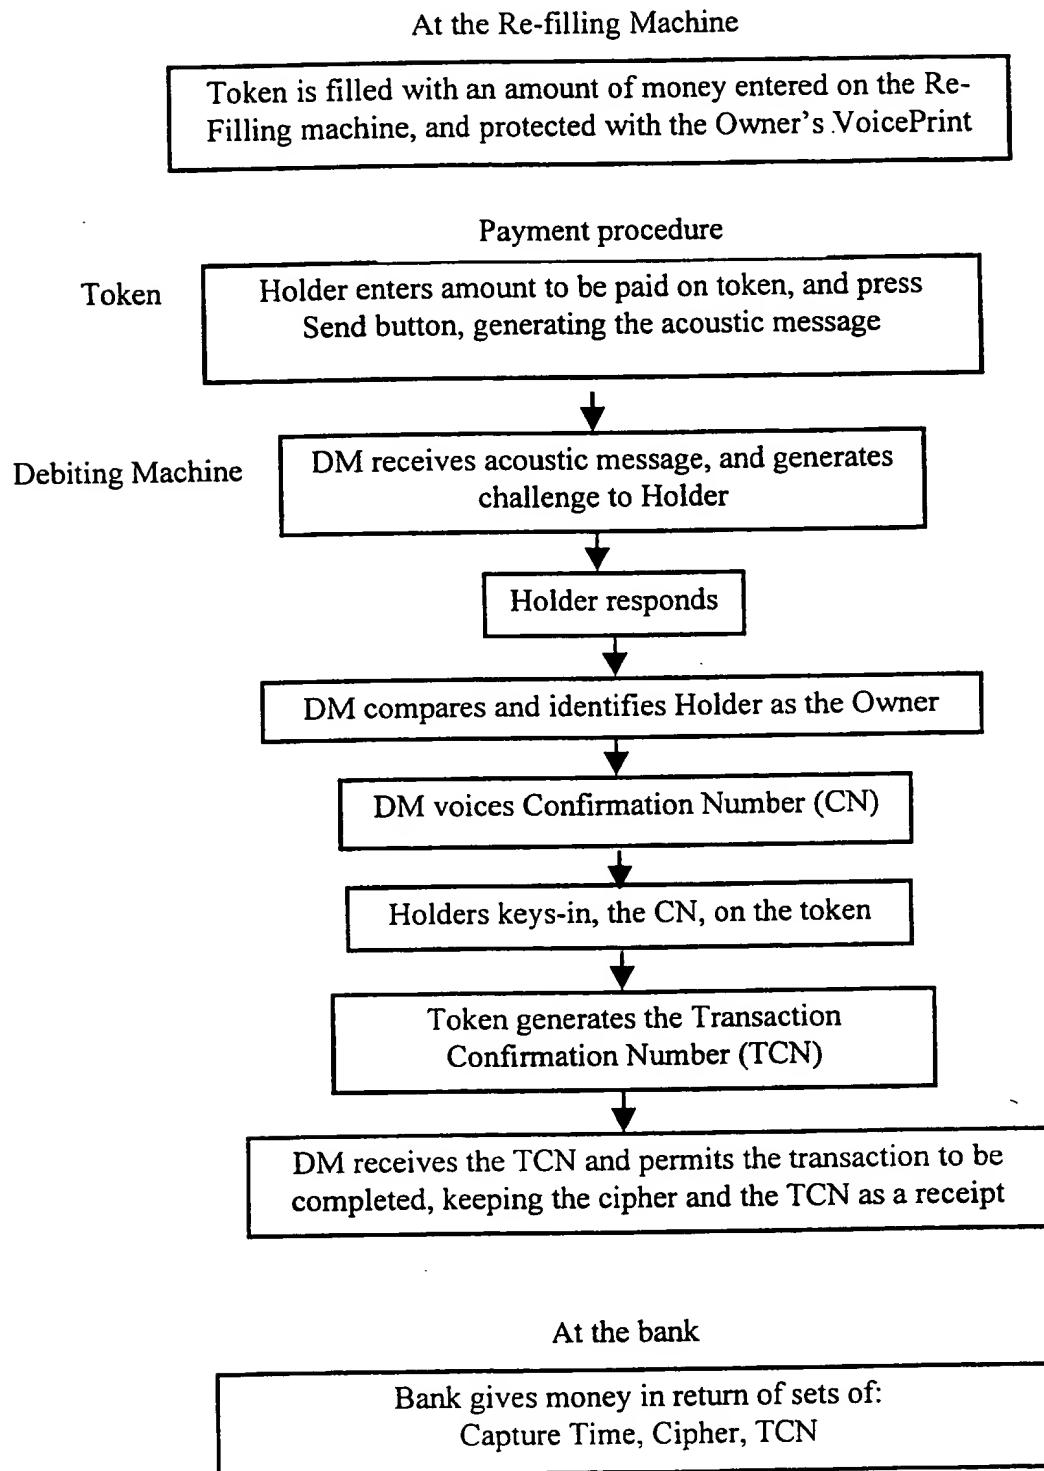 At the Re-filling Machine
Token is filled with an amount of money entered on the Re-
Filling machine, and protected with the Owner's VoicePrint
Payment procedure
Token
Holder enters amount to be paid on token, and press
Send button, generating the acoustic message
Debiting Machine
DM receives acoustic message, and generates
challenge to Holder
Holder responds
DM compares and identifies Holder as the Owner
DM voices Confirmation Number (CN)
Holders keys-in, the CN, on the token
Token generates the Transaction
Confirmation Number (TCN)
DM receives the TCN and permits the transaction to be
completed, keeping the cipher and the TCN as a receipt
At the bank
Bank gives money in return of sets of:
Capture Time, Cipher, TCN